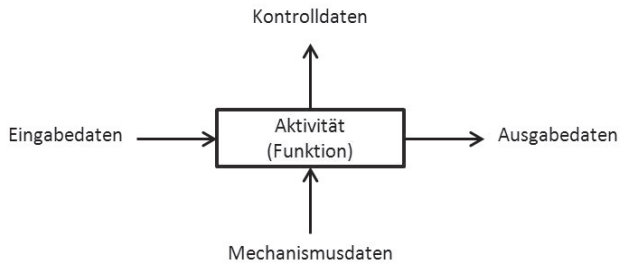 Kontrolldaten
Eingabedaten
Aktivität
(Funktion)
Ausgabedaten
Mechanismusdaten